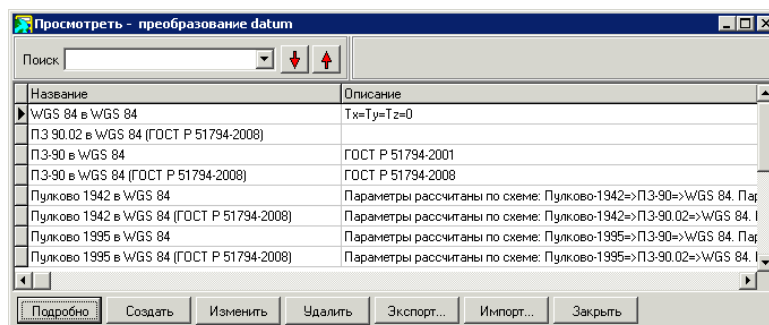 Просмотреть - преобразование datum
Поиск
Название Описание
WGS 84 в WGS 84 Tx=Ty=Tz=0
ПЗ 90.02 в WGS 84 (ГОСТ Р 51794-2008)
ПЗ-90 в WGS 84 ГОСТ Р 51794-2001
ПЗ-90 в WGS 84 (ГОСТ Р 51794-2008) ГОСТ Р 51794-2008
Пулково 1942 в WGS 84 Параметры рассчитаны по схеме: Пулково-1942=>ПЗ-90=>WGS 84. Пар
Пулково 1942 в WGS 84 (ГОСТ Р 51794-2008) Параметры рассчитаны по схеме: Пулково-1942=>ПЗ-90.02=>WGS 84.
Пулково 1995 в WGS 84 Параметры рассчитаны по схеме: Пулково-1995=>ПЗ-90=>WGS 84. Пар
Пулково 1995 в WGS 84 (ГОСТ Р 51794-2008) Параметры рассчитаны по схеме: Пулково-1995=>ПЗ-90.02=>WGS 84.
Подробно Создать Изменить Удалить Экспорт... Импорт... Закрыть